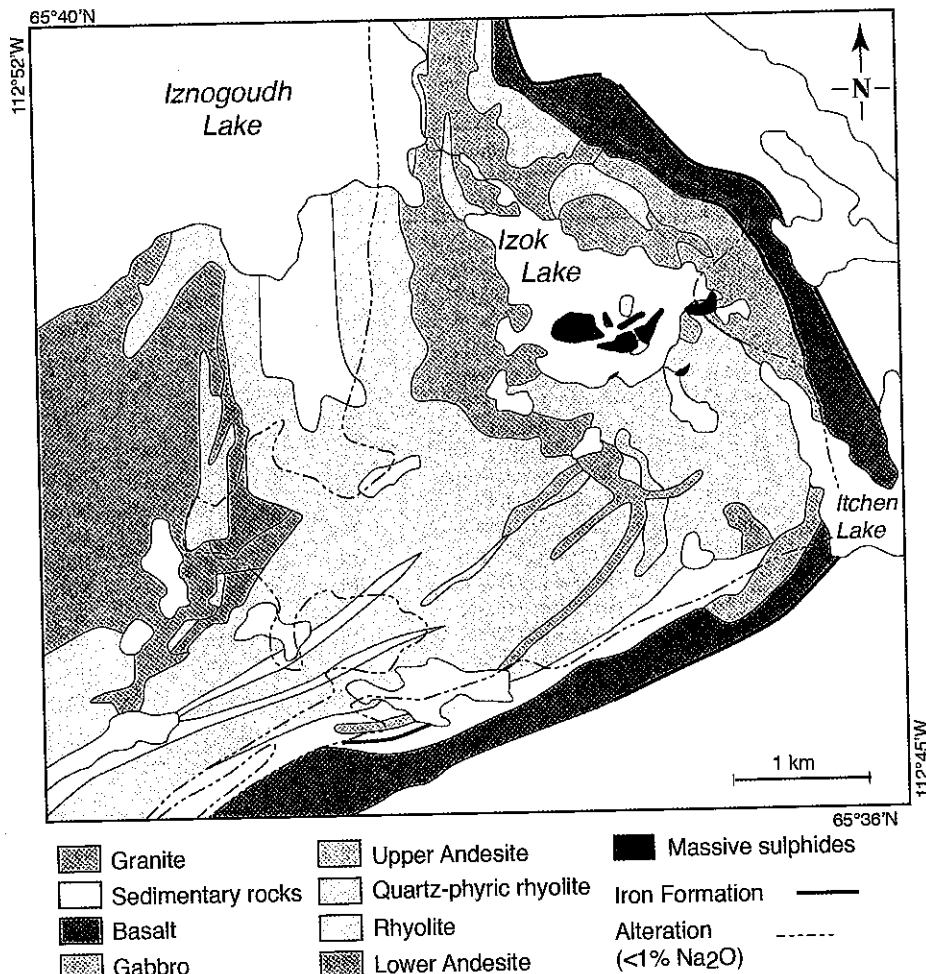 65°40'N
112°52'W
Iznogoudh
Lake
N
Izok
Lake
Itchen
Lake
1 km
112°45'W
65°36'N
Granite
Sedimentary rocks
Basalt
Gabbro
Upper Andesite
Quartz-phyric rhyolite
Rhyolite
Lower Andesite
Massive sulphides
Iron Formation
Alteration
(<1% Na2O)